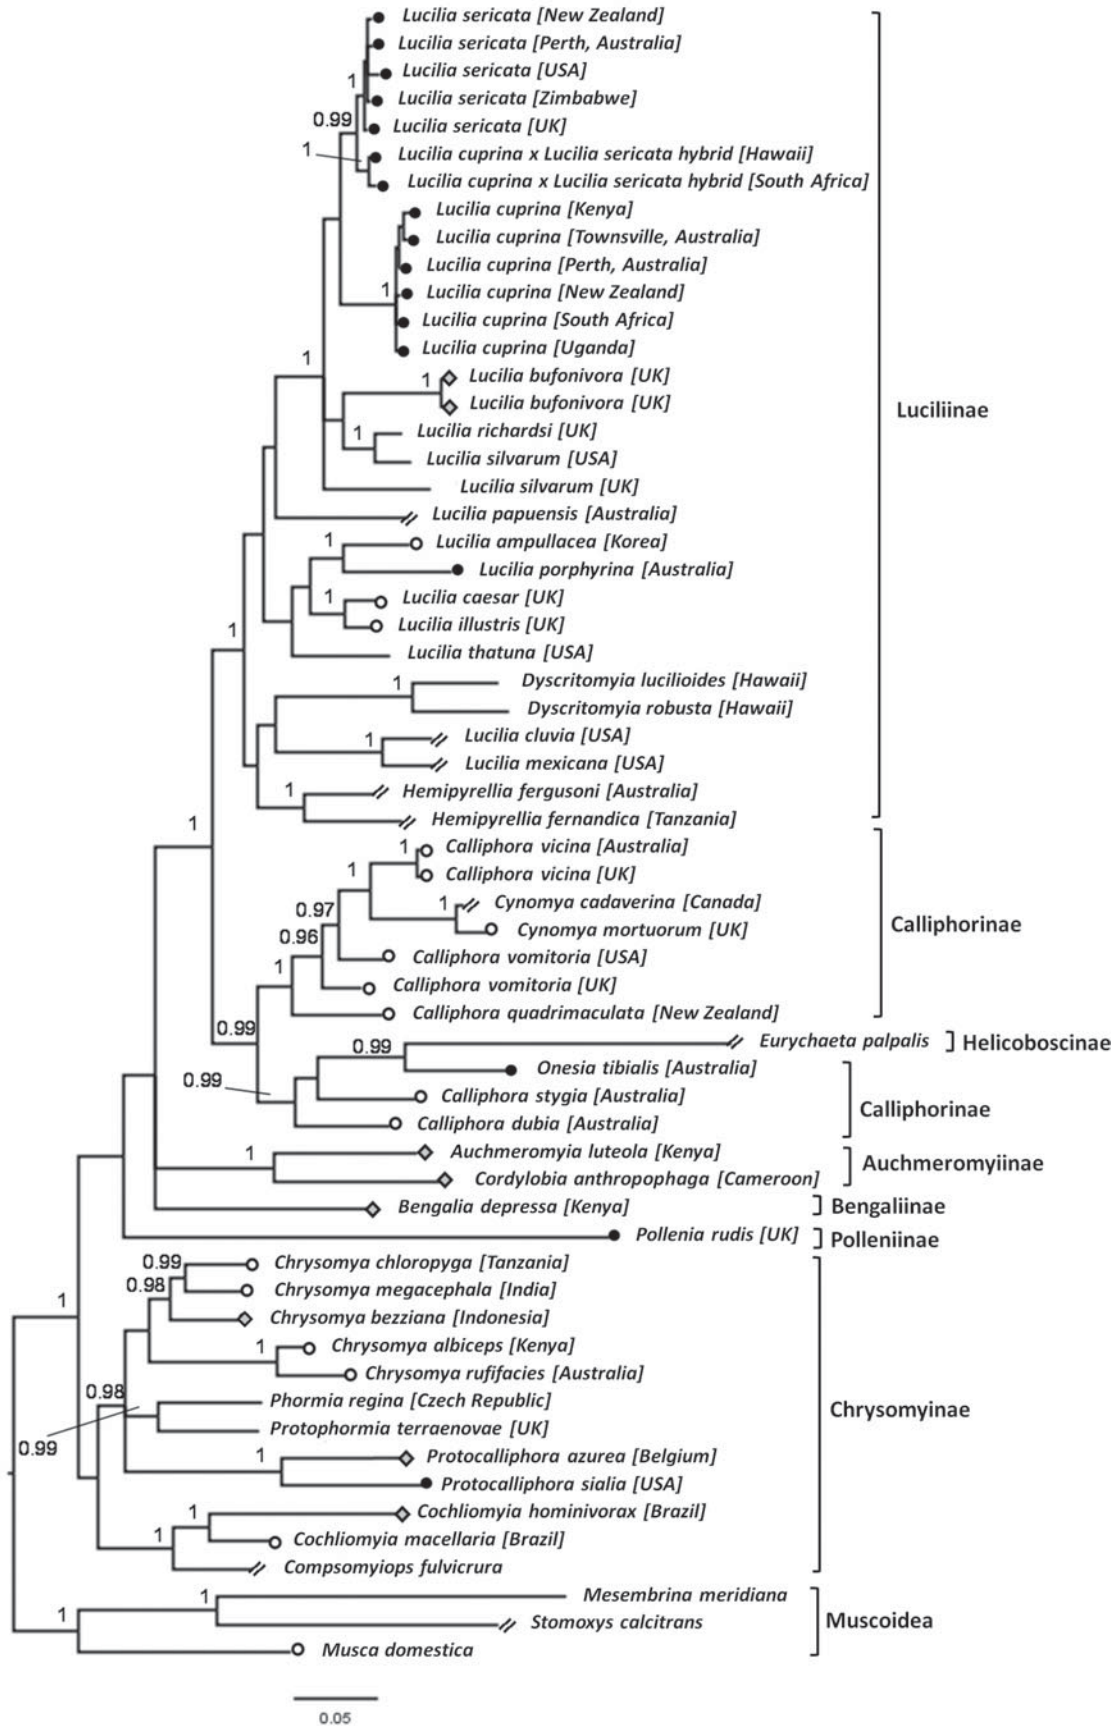 Lucilia sericata [New Zealand]
Lucilia sericata [Perth, Australia]
Lucilia sericata [USA]
1
Lucilia sericata [Zimbabwe]
0.99
Lucilia sericata [UK]
1
Lucilia cuprina x Lucilia sericata hybrid [Hawaii]
Lucilia cuprina x Lucilia sericata hybrid [South Africa]
Lucilia cuprina [Kenya]
Lucilia cuprina [Townsville, Australia]
Lucilia cuprina [Perth, Australia]
1
Lucilia cuprina [New Zealand]
Lucilia cuprina [South Africa]
Lucilia cuprina [Uganda]
1
1
Lucilia bufonivora [UK]
Lucilia bufonivora [UK]
Luciliinae
1
Lucilia richardsi [UK]
Lucilia silvarum [USA]
Lucilia silvarum [UK]
Lucilia papuensis [Australia]
1
Lucilia ampullacea [Korea]
Lucilia porphyrina [Australia]
1
Lucilia caesar [UK]
Lucilia illustris [UK]
1
Lucilia thatuna [USA]
1
Dyscritomyia lucilioides [Hawaii]
Dyscritomyia robusta [Hawaii]
1
Lucilia cluvia [USA]
Lucilia mexicana [USA]
1
Hemipyrellia fergusoni [Australia]
Hemipyrellia fernandica [Tanzania]
1
1
Calliphora vicina [Australia]
1
Calliphora vicina [UK]
1
Cynomya cadaverina [Canada]
0.97
Cynomya mortuorum [UK]
Calliphorinae
0.96
Calliphora vomitoria [USA]
1
Calliphora vomitoria [UK]
Calliphora quadrimaculata [New Zealand]
0.99
0.99
Eurychaeta palpalis
Helicoboscinae
Onesia tibialis [Australia]
0.99
Calliphora stygia [Australia]
Calliphorinae
Calliphora dubia [Australia]
1
Auchmeromyia luteola [Kenya]
Auchmeromyiinae
Cordylobia anthropophaga [Cameroon]
Bengalia depressa [Kenya]
Bengaliinae
Pollenia rudis [UK]
Polleniinae
0.99
Chrysomya chloropyga [Tanzania]
0.98
Chrysomya megacephala [India]
1
Chrysomya bezziana [Indonesia]
1
Chrysomya albiceps [Kenya]
Chrysomya rufifacies [Australia]
0.98
Phormia regina [Czech Republic]
Chrysomyinae
0.99
Protophormia terraenovae [UK]
1
Protocalliphora azurea [Belgium]
Protocalliphora sialia [USA]
1
Cochliomyia hominivorax [Brazil]
1
Cochliomyia macellaria [Brazil]
Compsomyiops fulvicrura
1
Mesembrina meridiana
1
Stomoxys calcitrans
Muscoidea
Musca domestica
0.05